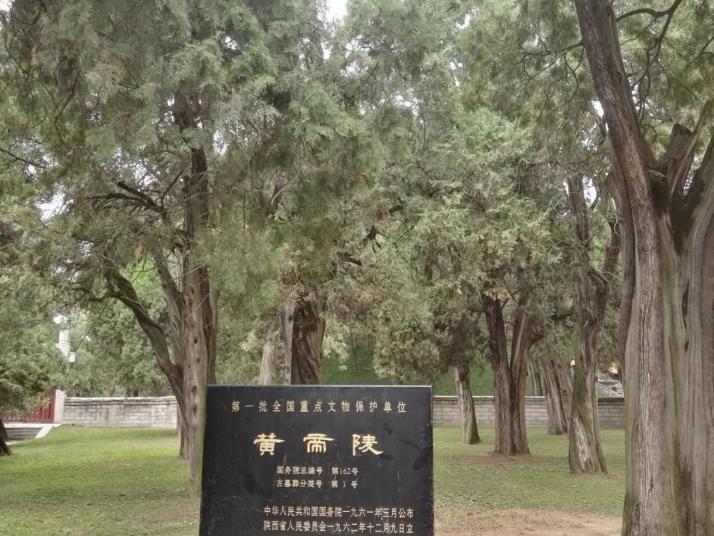 第一批全国重点文物保护单位
黄帝陵
国务院总编号 第162号
古墓葬分类号 第1号
中华人民共和国国务院一九六一年三月公布
陕西省人民委员会一九六二年十二月九日立